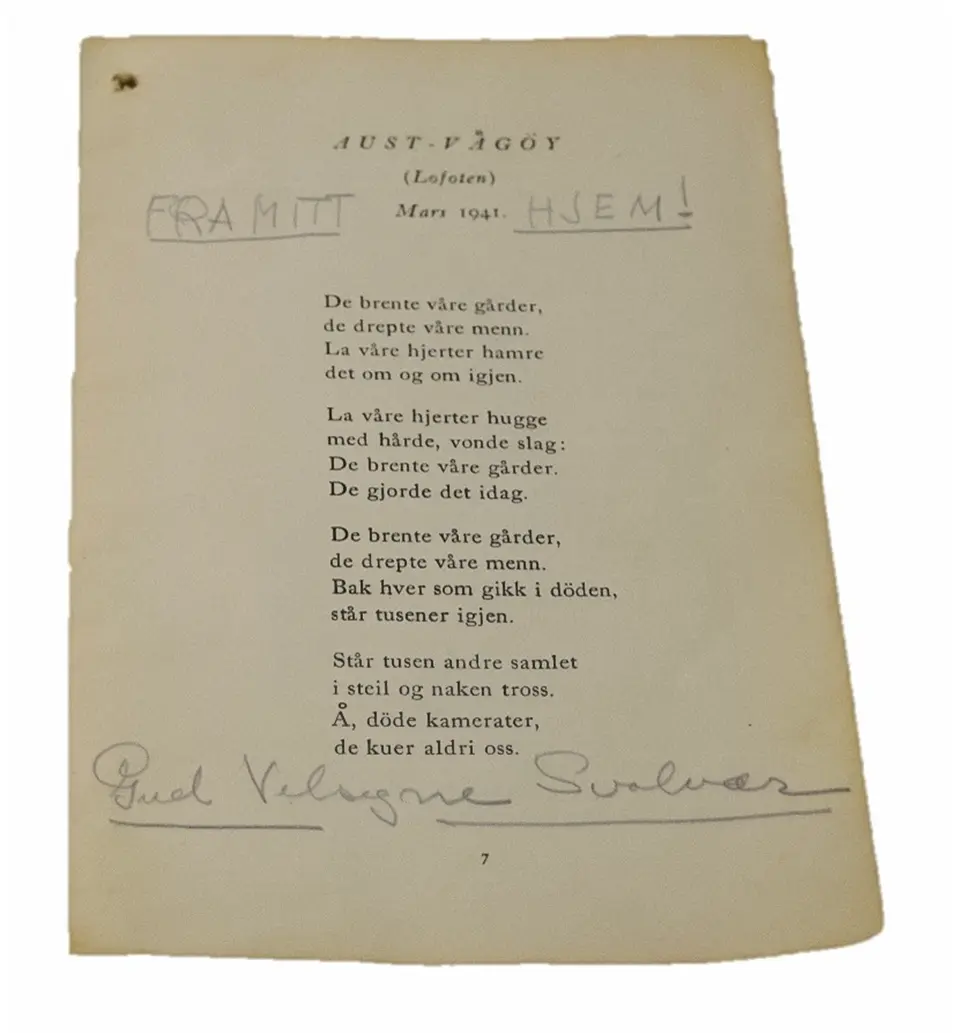 AUST-VÅGÖY
(Lofoten)
FRA MITT Mars 1941. HJEM!
De brente våre gårder,
de drepte våre menn.
La våre hjerter hamre
det om og om igjen.
La våre hjerter hugge
med hårde, vonde slag:
De brente våre gårder.
De gjorde det idag.
De brente våre gårder,
de drepte våre menn.
Bak hver som gikk i döden,
står tusener igjen.
Står tusen andre samlet
i steil og naken tross.
Å, döde kamerater,
de kuer aldri oss.
Gud Velsigne Svolvær
7